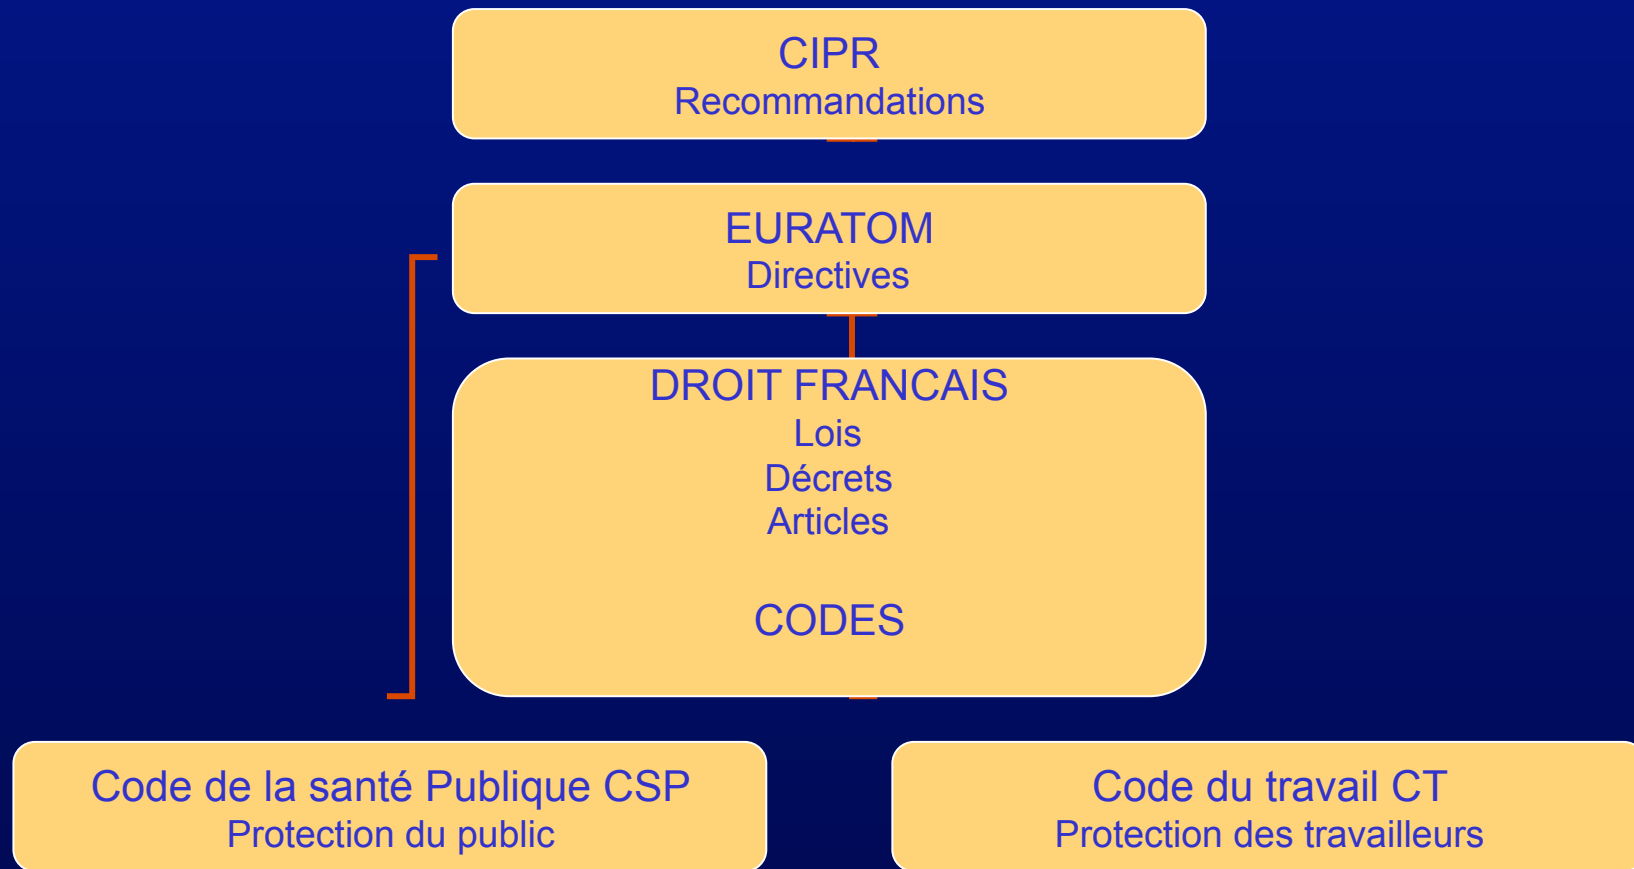 CIPR
Recommandations
EURATOM
Directives
DROIT FRANCAIS
Lois
Décrets
Articles
CODES
Code de la santé Publique CSP
Protection du public
Code du travail CT
Protection des travailleurs